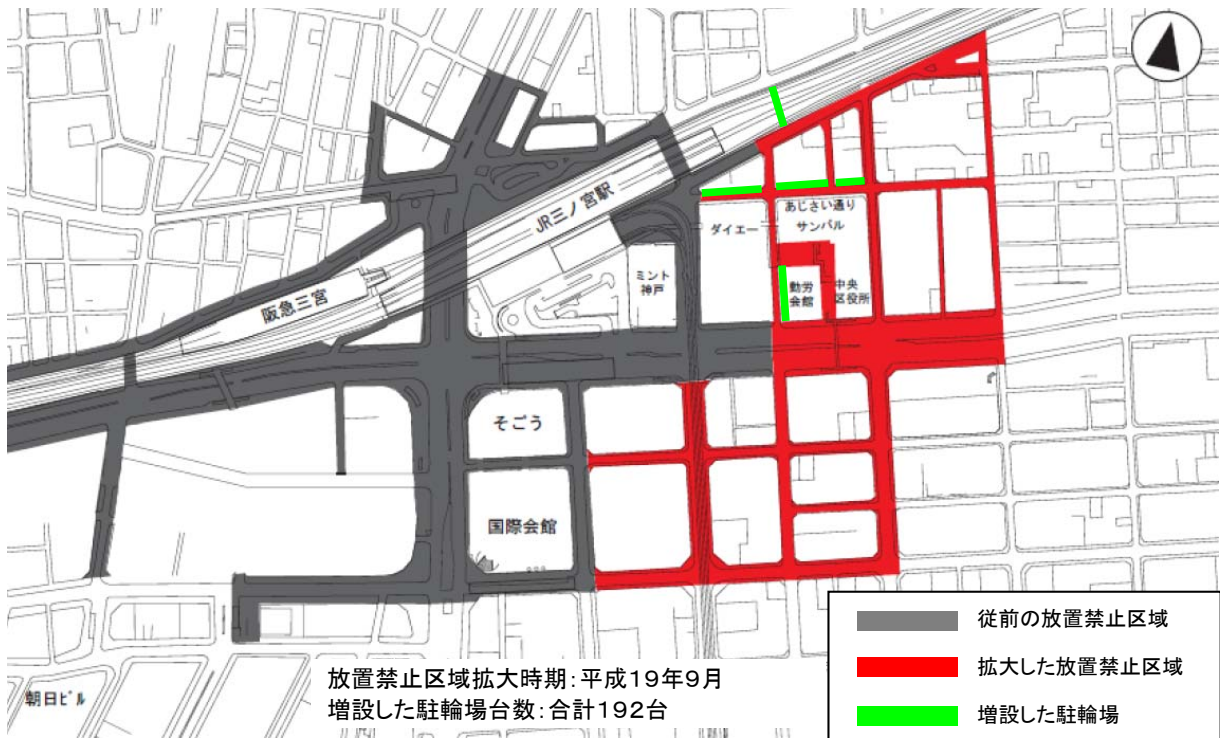 JR三ノ宮駅
阪急三宮
ミント
神戸
ダイエー
あじさい通り
サンパル
勤労
会館
中央
区役所
そごう
国際会館
朝日ビル
放置禁止区域拡大時期:平成19年9月
増設した駐輪場台数:合計192台
従前の放置禁止区域
拡大した放置禁止区域
増設した駐輪場